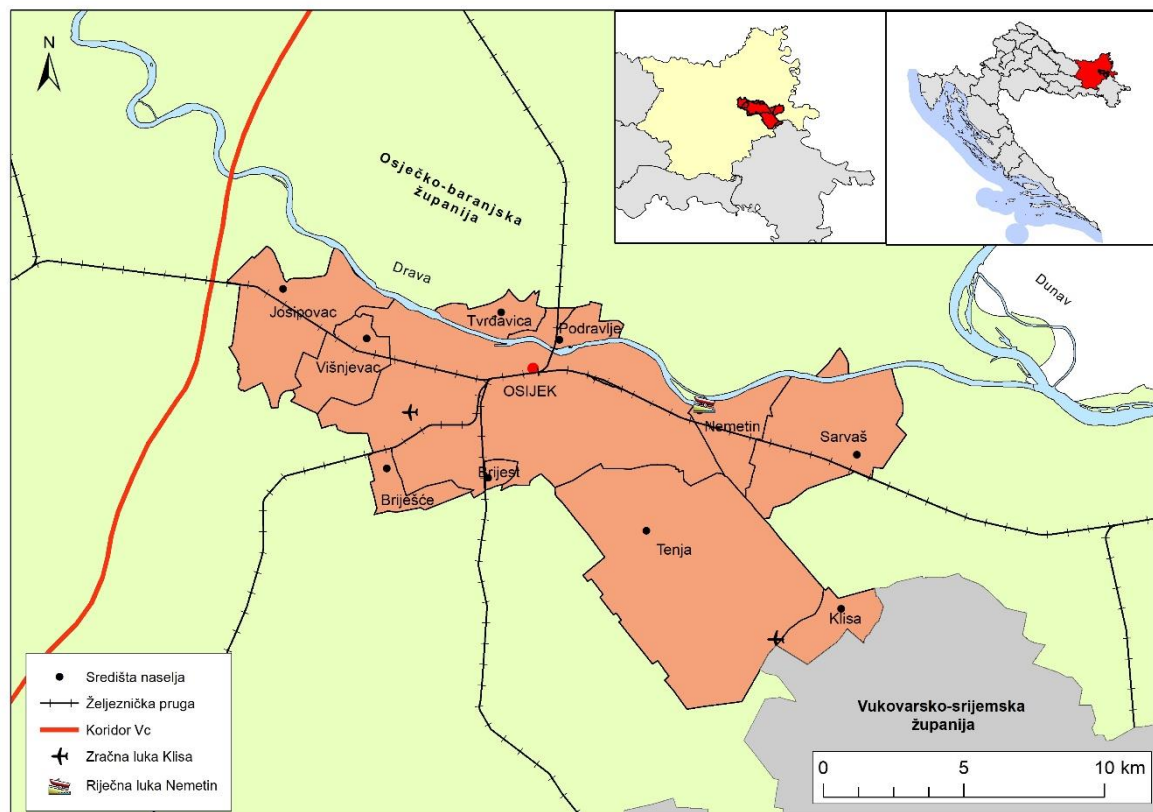 N
Osječko-baranjska
županija
Drava
Dunav
Josipovac
Tvrđavica
Podravlje
Višnjevac
OSIJEK
Nemetin
Sarvaš
Brijest
Briješće
Tenja
Klisa
Vukovarsko-srijemska
županija
Središta naselja
Željeznička pruga
Koridor Vc
Zračna luka Klisa
Riječna luka Nemetin
0 5 10 km